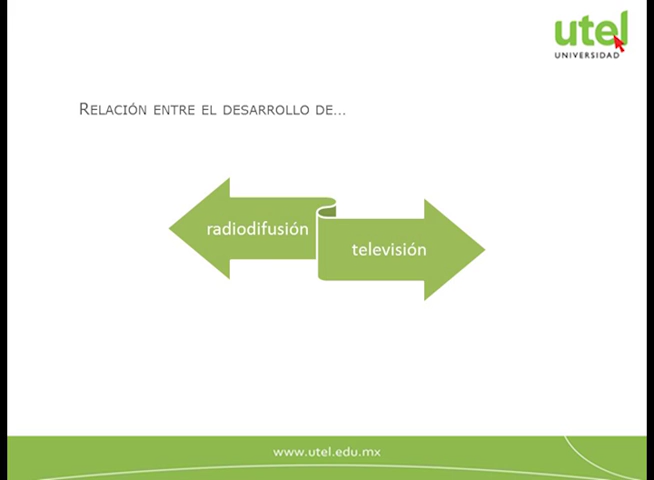 utel
UNIVERSIDAD
RELACIÓN ENTRE EL DESARROLLO DE...
radiodifusión
televisión
www.utel.edu.mx